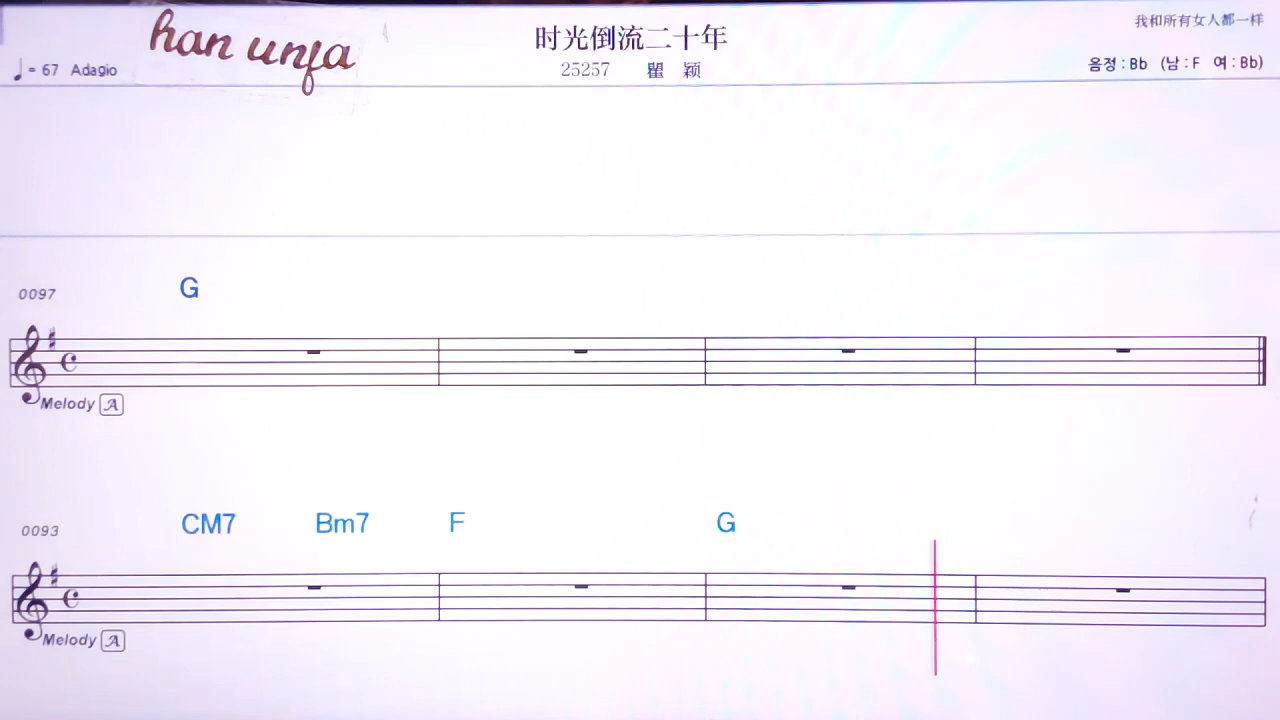 han unfa
时光倒流二十年
我和所有女人都一样
♩= 67 Adagio
25257 瞿 颖
음정 : Bb (남 : F 여 : Bb)
0097 G
Melody A
0093 CM7 Bm7 F G
Melody A